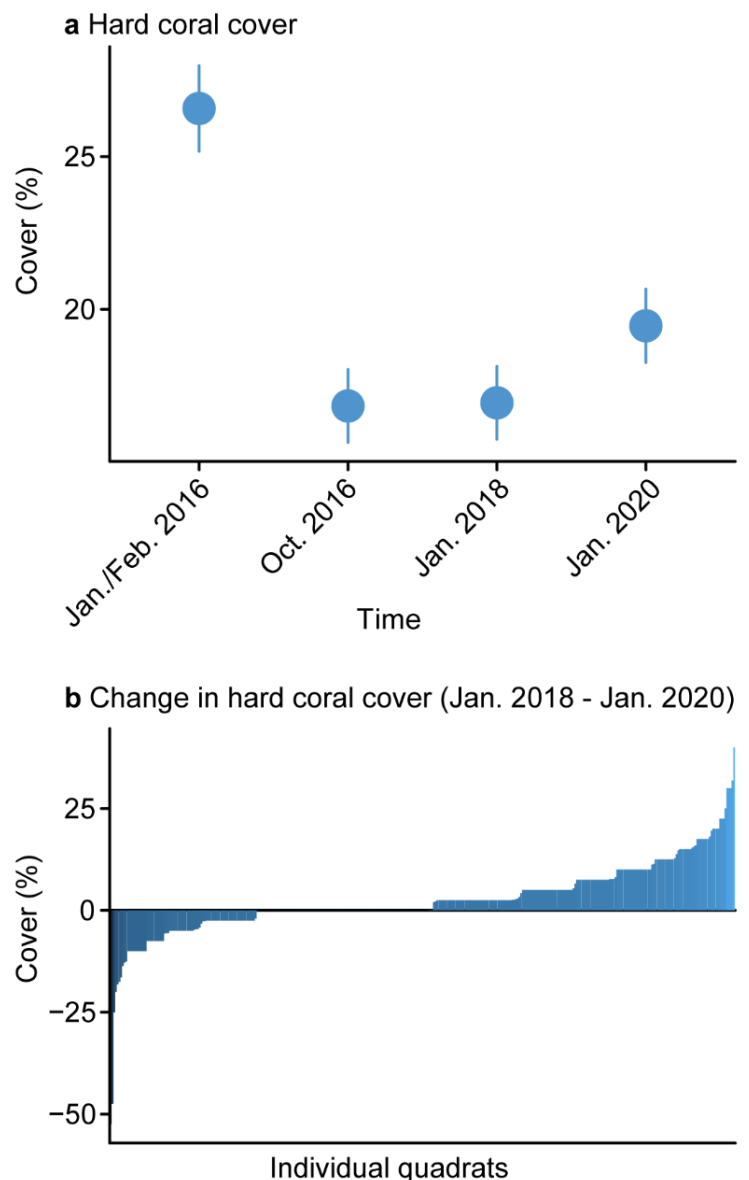 a Hard coral cover
Cover (%)
25
20
Jan./Feb. 2016
Oct. 2016
Jan. 2018
Jan. 2020
Time
b Change in hard coral cover (Jan. 2018 - Jan. 2020)
Cover (%)
25
0
−25
−50
Individual quadrats